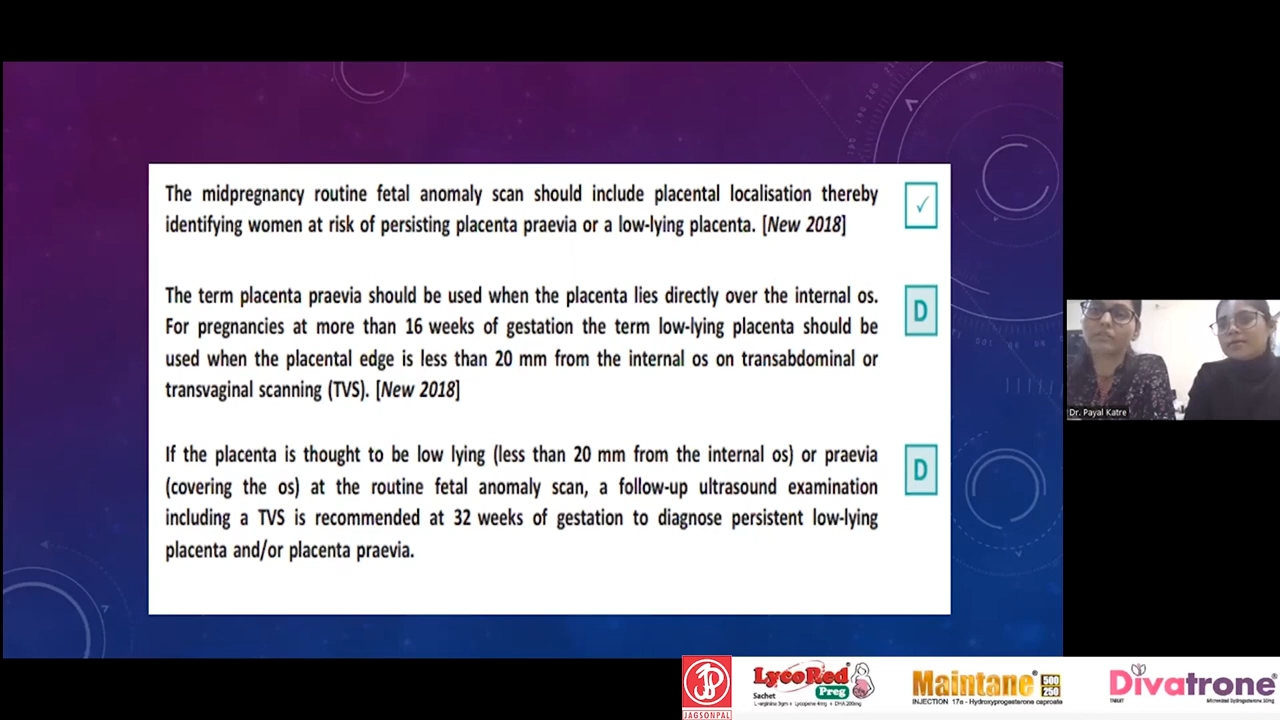 The midpregnancy routine fetal anomaly scan should include placental localisation thereby
identifying women at risk of persisting placenta praevia or a low-lying placenta. [New 2018]
✓
The term placenta praevia should be used when the placenta lies directly over the internal os.
For pregnancies at more than 16 weeks of gestation the term low-lying placenta should be
used when the placental edge is less than 20 mm from the internal os on transabdominal or
transvaginal scanning (TVS). [New 2018]
D
If the placenta is thought to be low lying (less than 20 mm from the internal os) or praevia
(covering the os) at the routine fetal anomaly scan, a follow-up ultrasound examination
including a TVS is recommended at 32 weeks of gestation to diagnose persistent low-lying
placenta and/or placenta praevia.
D
Dr. Payal Katre
JAGSONPAL
LycoRed
Preg
Sachet
L-arginine 3gm + Lycopene 4mg + DHA 200mg
Maintane 500 250
INJECTION 17α - Hydroxyprogesterone caproate
Divatrone
TABLET
Micronised Dydrogesterone 10mg